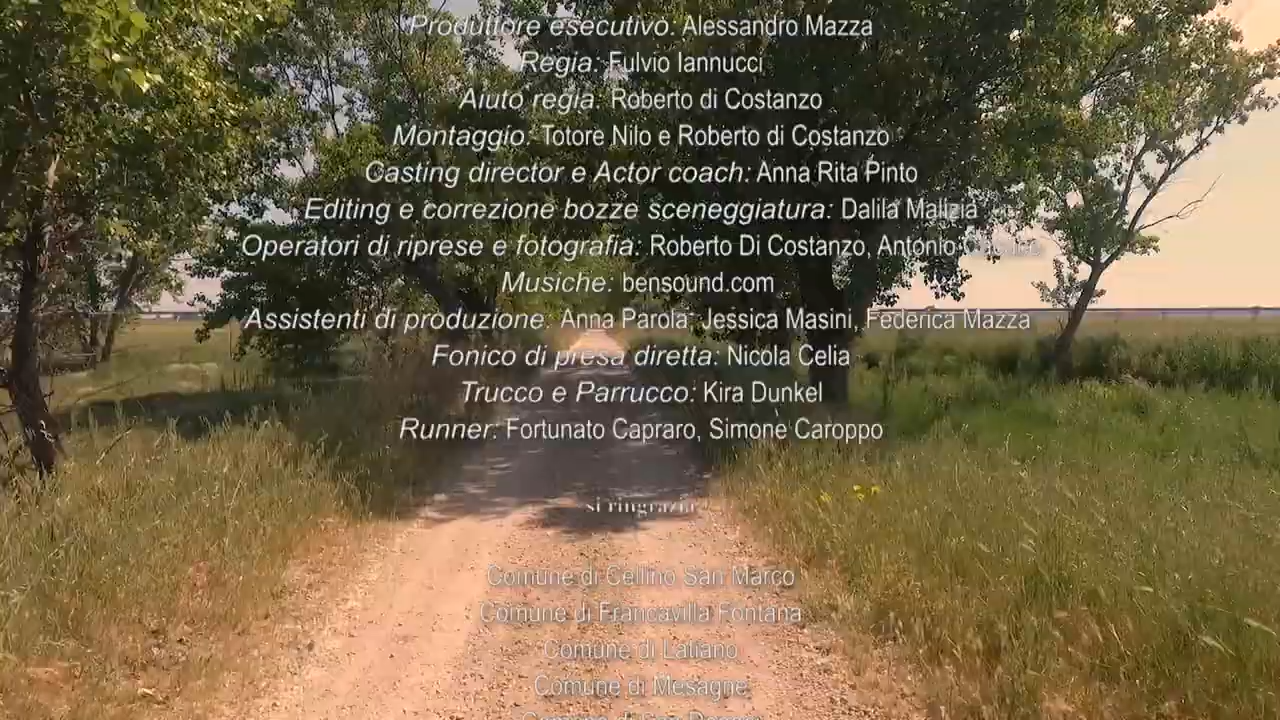 Produttore esecutivo: Alessandro Mazza
Regia: Fulvio Iannucci
Aiuto regia: Roberto di Costanzo
Montaggio: Totore Nilo e Roberto di Costanzo
Casting director e Actor coach: Anna Rita Pinto
Editing e correzione bozze sceneggiatura: Dalila Malizia
Operatori di riprese e fotografia: Roberto Di Costanzo, Antonio
Musiche: bensound.com
Assistenti di produzione: Anna Parola, Jessica Masini, Federica Mazza
Fonico di presa diretta: Nicola Celia
Trucco e Parrucco: Kira Dunkel
Runner: Fortunato Capraro, Simone Caroppo
si ringrazia
Comune di Cellino San Marco
Comune di Francavilla Fontana
Comune di Latiano
Comune di Mesagne